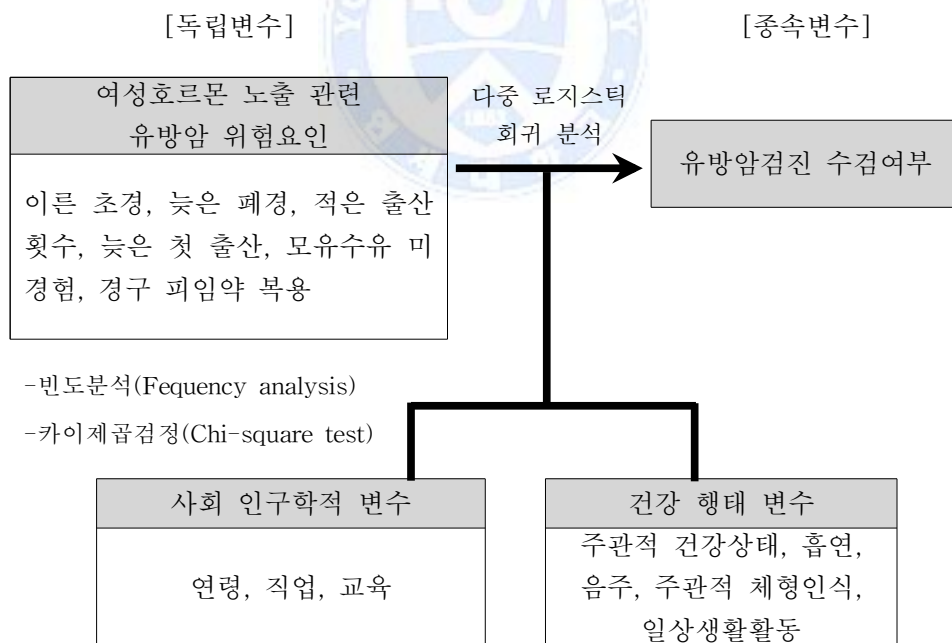 [독립변수]
[종속변수]
여성호르몬 노출 관련
유방암 위험요인
이른 초경, 늦은 폐경, 적은 출산
횟수, 늦은 첫 출산, 모유수유 미
경험, 경구 피임약 복용
다중 로지스틱
회귀 분석
유방암검진 수검여부
-빈도분석(Fequency analysis)
-카이제곱검정(Chi-square test)
사회 인구학적 변수
연령, 직업, 교육
건강 행태 변수
주관적 건강상태, 흡연,
음주, 주관적 체형인식,
일상생활활동